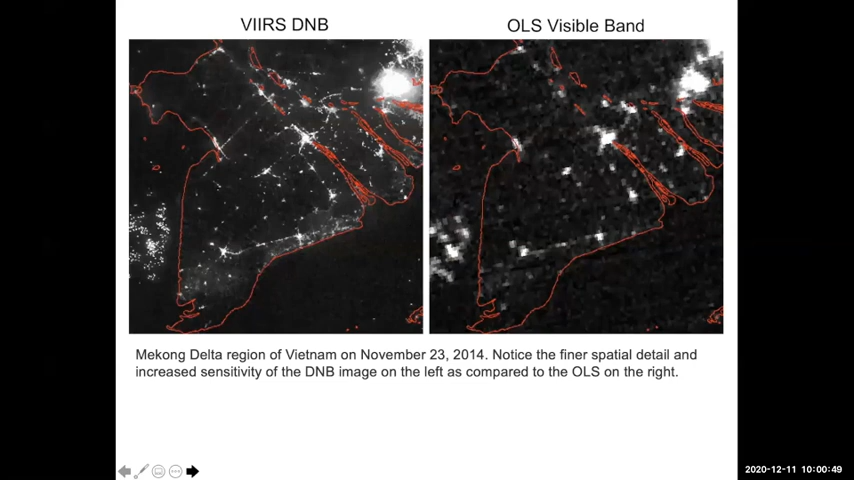 VIIRS DNB
OLS Visible Band
Mekong Delta region of Vietnam on November 23, 2014. Notice the finer spatial detail and
increased sensitivity of the DNB image on the left as compared to the OLS on the right.
2020-12-11 10:00:49